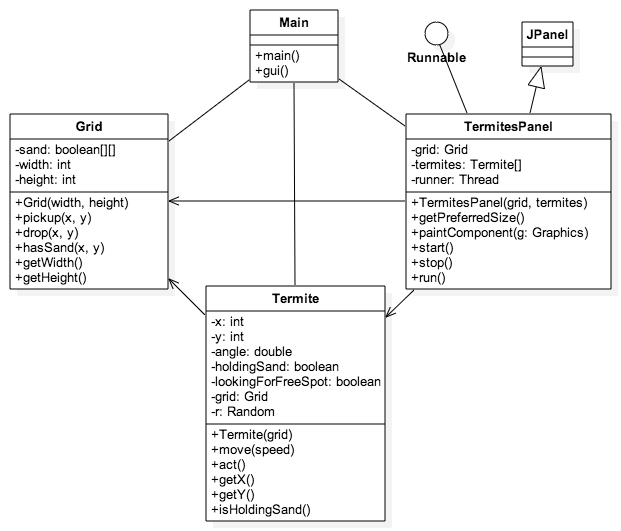 Main
+main()
+gui()
Runnable
JPanel
Grid
-sand: boolean[][]
-width: int
-height: int
+Grid(width, height)
+pickup(x, y)
+drop(x, y)
+hasSand(x, y)
+getWidth()
+getHeight()
TermitesPanel
-grid: Grid
-termites: Termite[]
-runner: Thread
+TermitesPanel(grid, termites)
+getPreferredSize()
+paintComponent(g: Graphics)
+start()
+stop()
+run()
Termite
-x: int
-y: int
-angle: double
-holdingSand: boolean
-lookingForFreeSpot: boolean
-grid: Grid
-r: Random
+Termite(grid)
+move(speed)
+act()
+getX()
+getY()
+isHoldingSand()